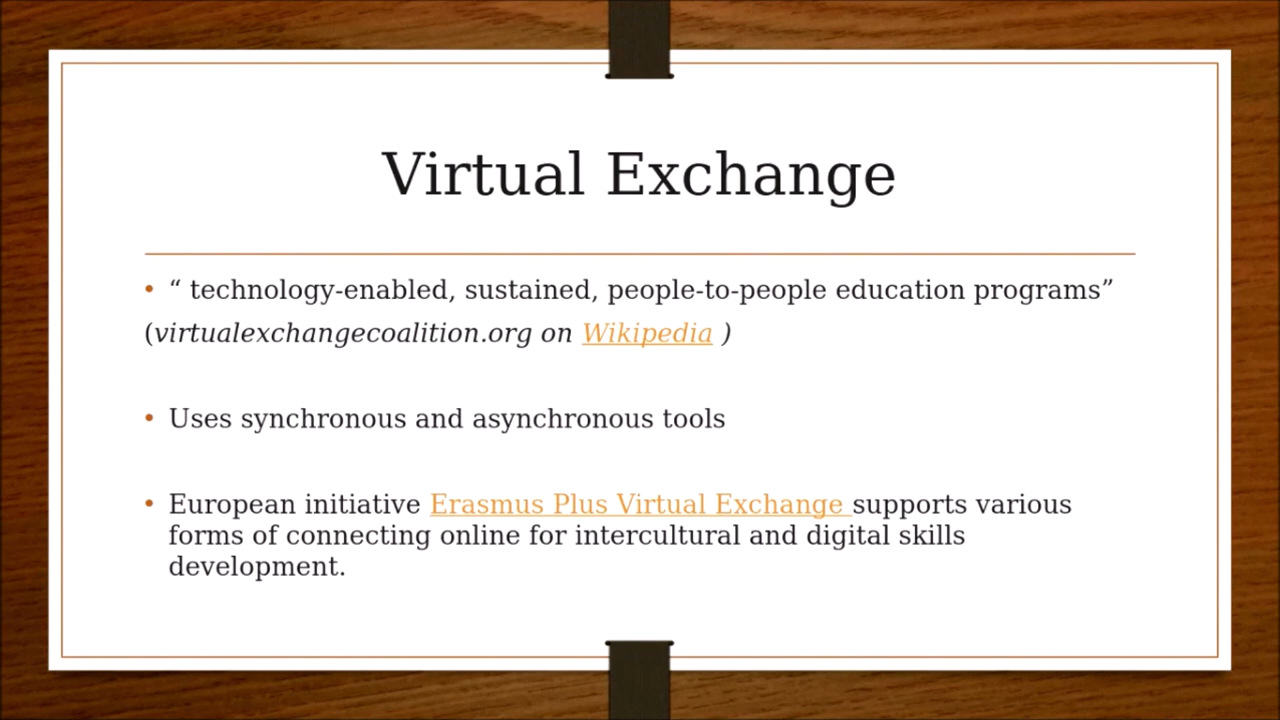 Virtual Exchange
• “ technology-enabled, sustained, people-to-people education programs”
(virtualexchangecoalition.org on Wikipedia )
• Uses synchronous and asynchronous tools
• European initiative Erasmus Plus Virtual Exchange supports various
forms of connecting online for intercultural and digital skills
development.